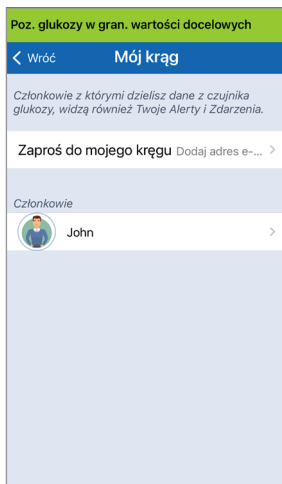 Poz. glukozy w gran. wartości docelowych
Wróć Mój krąg
Członkowie z którymi dzielisz dane z czujnika
glukozy, widzą również Twoje Alerty i Zdarzenia.
Zaproś do mojego kręgu Dodaj adres e-...
Członkowie
John